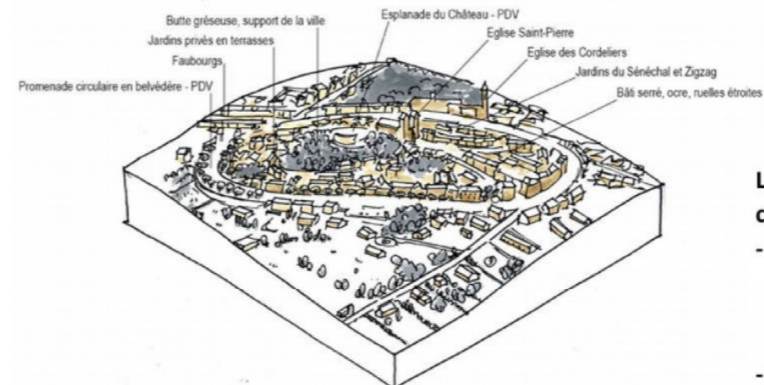 Butte gréseuse, support de la ville
Esplanade du Château - PDV
Jardins privés en terrasses
Eglise Saint-Pierre
Faubourgs
Eglise des Cordeliers
Promenade circulaire en belvédère - PDV
Jardins du Sénéchal et Zigzag
Bâti serré, ocre, ruelles étroites
L
-
-